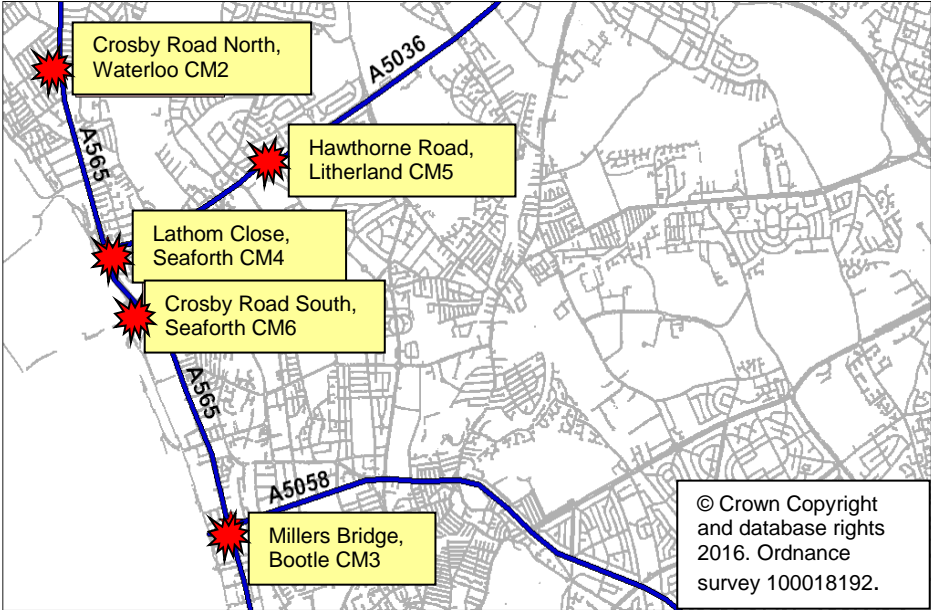 Crosby Road North,
Waterloo CM2
A5036
A565
Hawthorne Road,
Litherland CM5
Lathom Close,
Seaforth CM4
Crosby Road South,
Seaforth CM6
A565
A5058
Millers Bridge,
Bootle CM3
© Crown Copyright
and database rights
2016. Ordnance
survey 100018192.